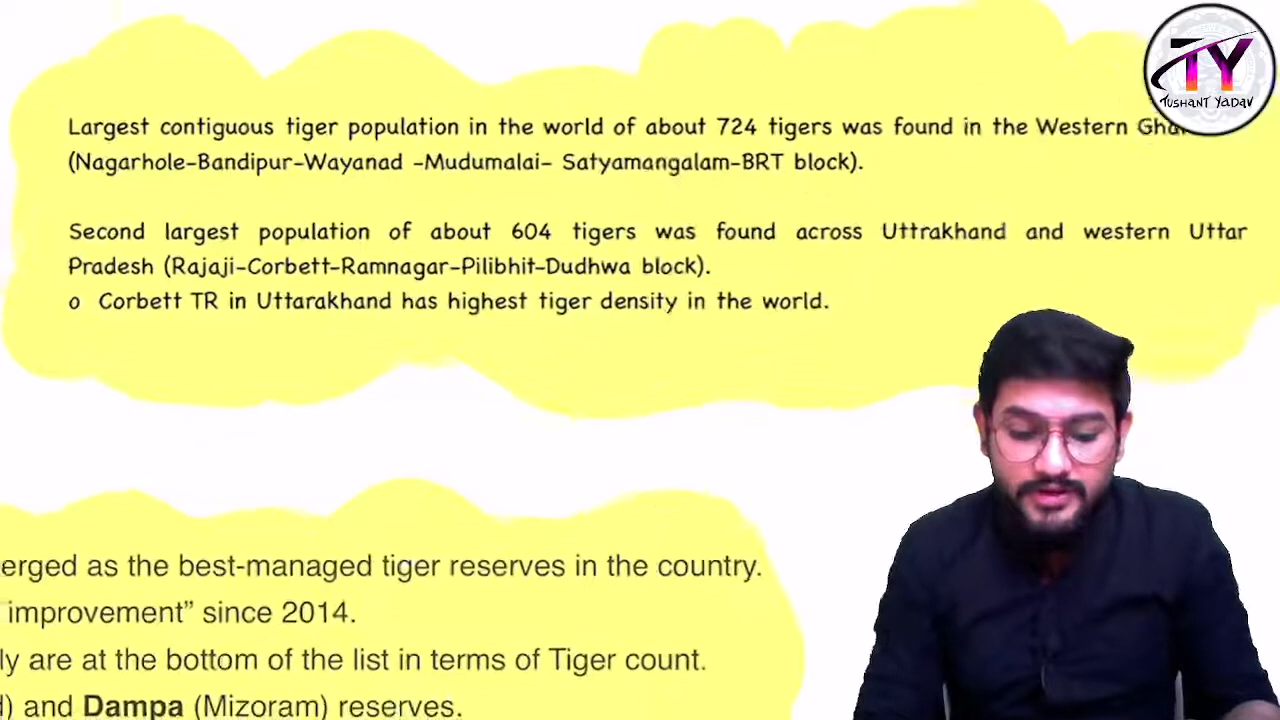 TY
TUSHANT YADAV
Largest contiguous tiger population in the world of about 724 tigers was found in the Western
(Nagarhole-Bandipur-Wayanad -Mudumalai- Satyamangalam-BRT block).
Second largest population of about 604 tigers was found across Uttrakhand and western Uttar
Pradesh (Rajaji-Corbett-Ramnagar-Pilibhit-Dudhwa block).
o Corbett TR in Uttarakhand has highest tiger density in the world.
erged as the best-managed tiger reserves in the country.
improvement” since 2014.
ly are at the bottom of the list in terms of Tiger count.
d) and Dampa (Mizoram) reserves.